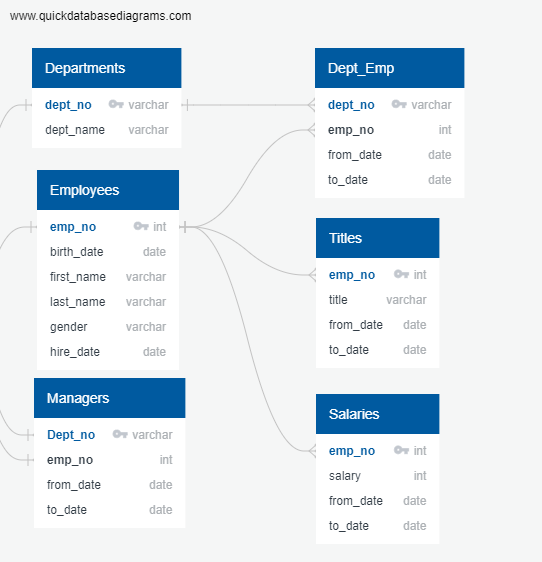 www.quickdatabasediagrams.com
Departments
dept_no varchar
dept_name varchar
Employees
emp_no int
birth_date date
first_name varchar
last_name varchar
gender varchar
hire_date date
Managers
Dept_no varchar
emp_no int
from_date date
to_date date
Dept_Emp
dept_no varchar
emp_no int
from_date date
to_date date
Titles
emp_no int
title varchar
from_date date
to_date date
Salaries
emp_no int
salary int
from_date date
to_date date